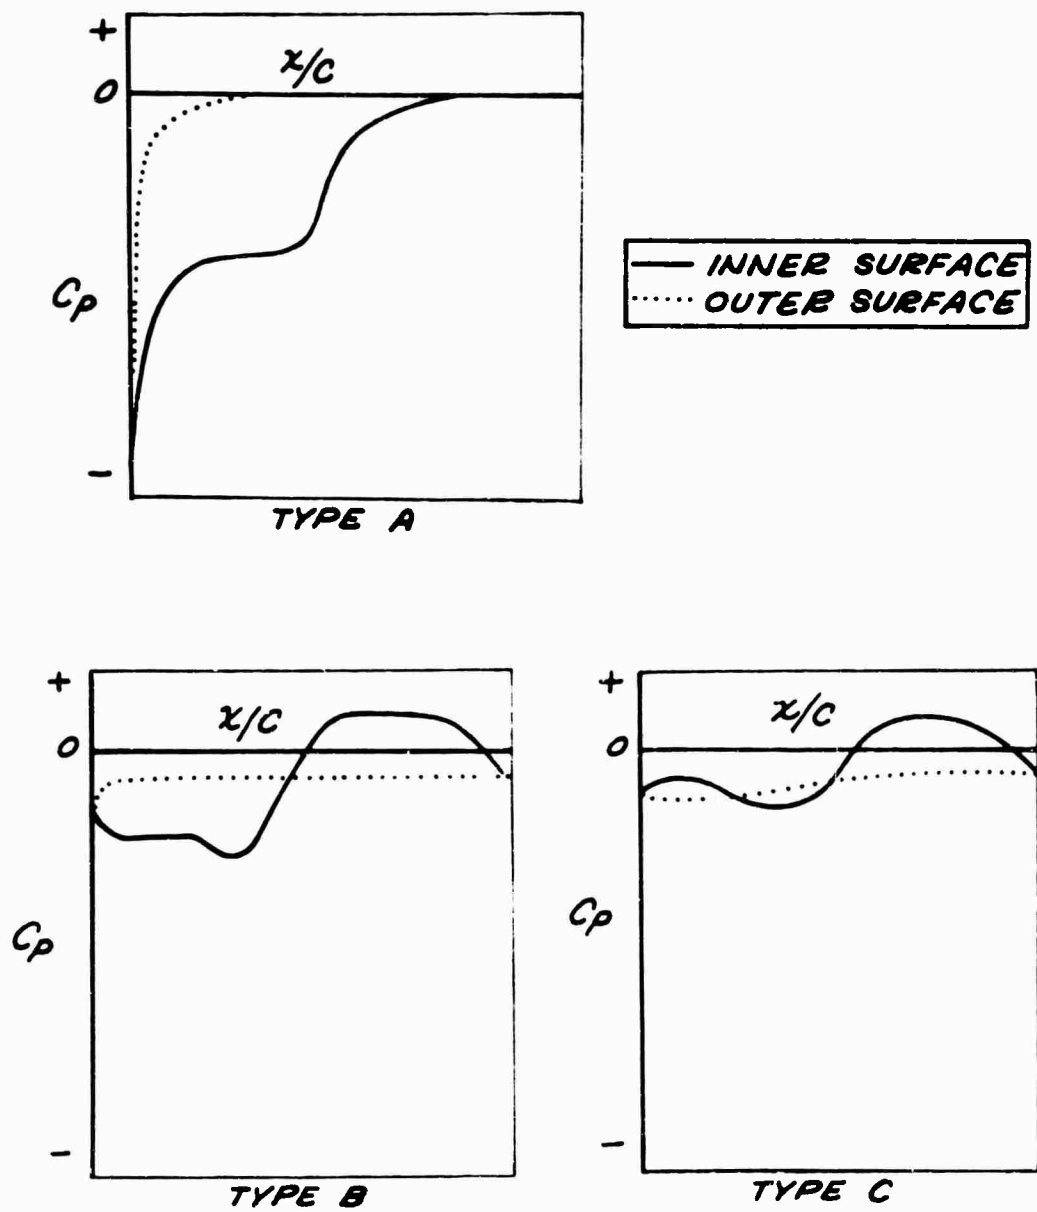 +
0
x/c
Cp
−
TYPE A
INNER SURFACE
OUTER SURFACE
+
0
x/c
Cp
−
TYPE B
+
0
x/c
Cp
−
TYPE C